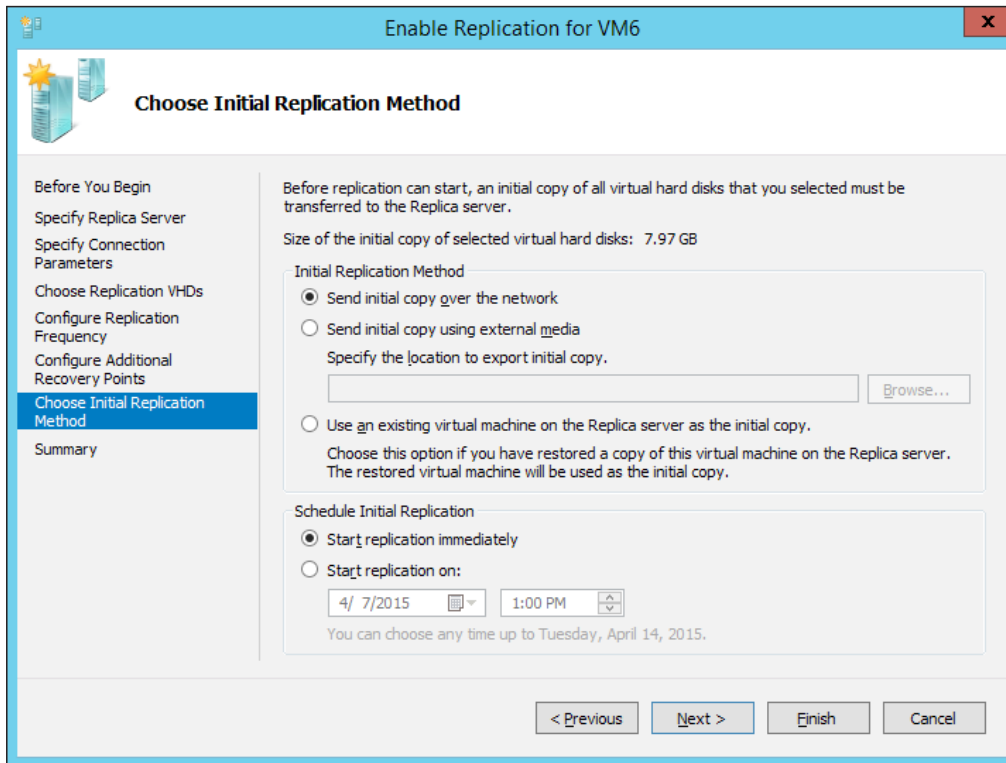 Enable Replication for VM6
x
Choose Initial Replication Method
Before You Begin
Specify Replica Server
Specify Connection
Parameters
Choose Replication VHDs
Configure Replication
Frequency
Configure Additional
Recovery Points
Choose Initial Replication
Method
Summary
Before replication can start, an initial copy of all virtual hard disks that you selected must be
transferred to the Replica server.
Size of the initial copy of selected virtual hard disks: 7.97 GB
Initial Replication Method
Send initial copy over the network
Send initial copy using external media
Specify the location to export initial copy.
Browse...
Use an existing virtual machine on the Replica server as the initial copy.
Choose this option if you have restored a copy of this virtual machine on the Replica server.
The restored virtual machine will be used as the initial copy.
Schedule Initial Replication
Start replication immediately
Start replication on:
4/ 7/2015 1:00 PM
You can choose any time up to Tuesday, April 14, 2015.
< Previous Next > Finish Cancel